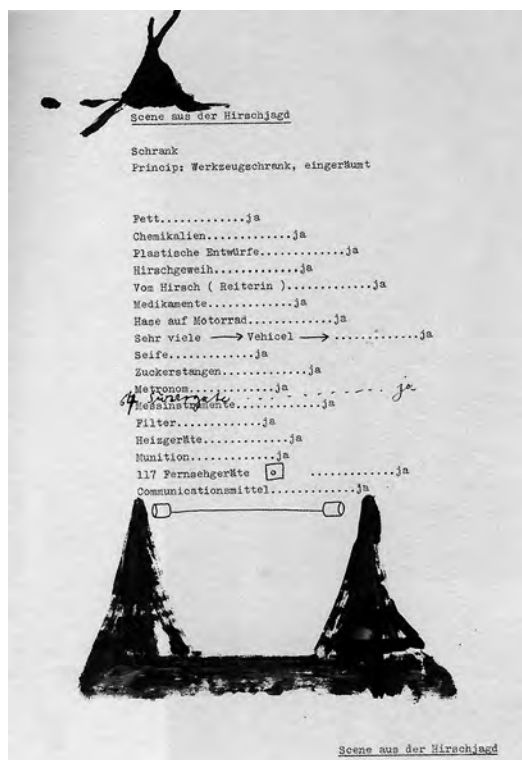 Scene aus der Hirschjagd
Schrank
Princip: Werkzeugschrank, eingeräumt
Fett.............ja
Chemikalien.............ja
Plastische Entwürfe.............ja
Hirschgeweih.............ja
Vom Hirsch ( Reiterin ).............ja
Medikamente.............ja
Hase auf Motorrad.............ja
Sehr viele → Vehicel → .............ja
Seife.............ja
Zuckerstangen.............ja
Metronom.............ja
............. ja
Messinstrumente.............ja
Filter.............ja
Heizgeräte.............ja
Munition.............ja
117 Fernsehgeräte .............ja
Communicationsmittel.............ja
Scene aus der Hirschjagd